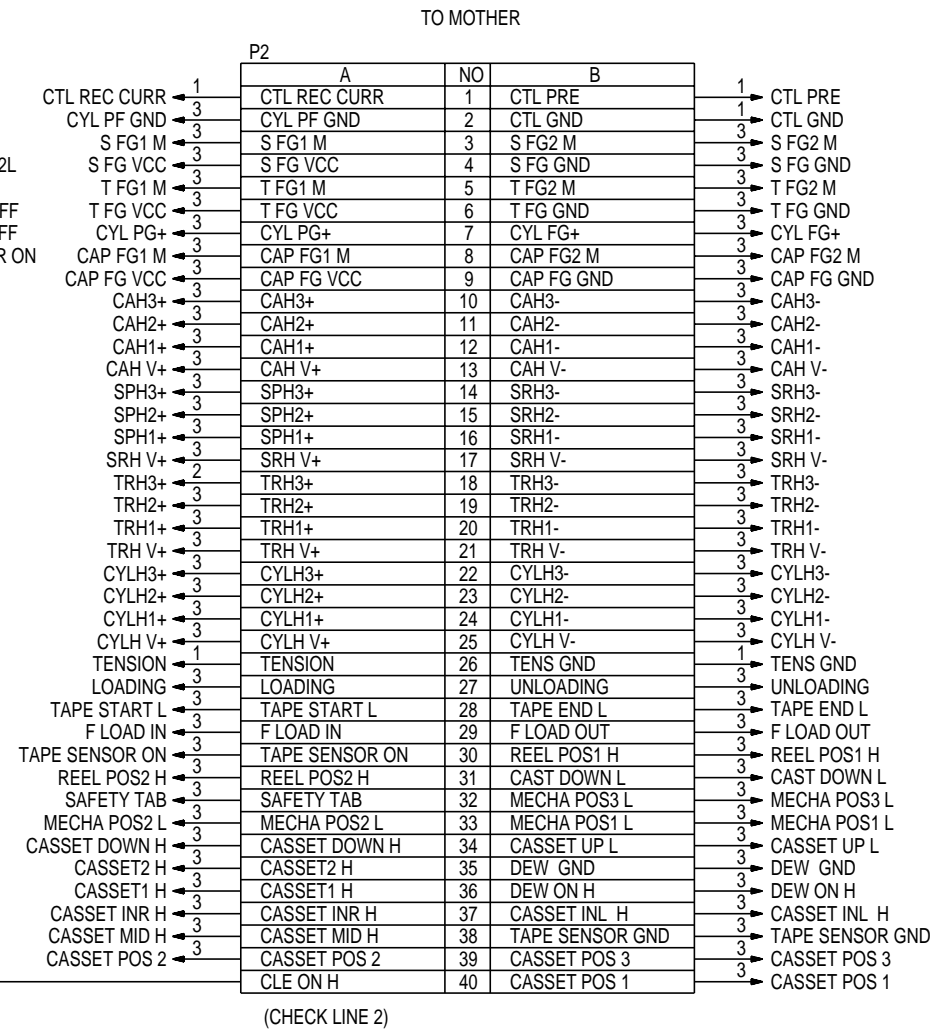 TO MOTHER
P2
A NO B
CTL REC CURR 1 CTL REC CURR 1 CTL PRE 1 CTL PRE
CYL PF GND 3 CYL PF GND 2 CTL GND 1 CTL GND
S FG1 M 3 S FG1 M 3 S FG2 M 3 S FG2 M
2L S FG VCC 3 S FG VCC 4 S FG GND 3 S FG GND
T FG1 M 3 T FG1 M 5 T FG2 M 3 T FG2 M
FF T FG VCC 3 T FG VCC 6 T FG GND 3 T FG GND
FF CYL PG+ 3 CYL PG+ 7 CYL FG+ 3 CYL FG+
R ON CAP FG1 M 3 CAP FG1 M 8 CAP FG2 M 3 CAP FG2 M
CAP FG VCC 3 CAP FG VCC 9 CAP FG GND 3 CAP FG GND
CAH3+ 3 CAH3+ 10 CAH3- 3 CAH3-
CAH2+ 3 CAH2+ 11 CAH2- 3 CAH2-
CAH1+ 3 CAH1+ 12 CAH1- 3 CAH1-
CAH V+ 3 CAH V+ 13 CAH V- 3 CAH V-
SPH3+ 3 SPH3+ 14 SRH3- 3 SRH3-
SPH2+ 3 SPH2+ 15 SRH2- 3 SRH2-
SPH1+ 3 SPH1+ 16 SRH1- 3 SRH1-
SRH V+ 3 SRH V+ 17 SRH V- 3 SRH V-
TRH3+ 2 TRH3+ 18 TRH3- 3 TRH3-
TRH2+ 3 TRH2+ 19 TRH2- 3 TRH2-
TRH1+ 3 TRH1+ 20 TRH1- 3 TRH1-
TRH V+ 3 TRH V+ 21 TRH V- 3 TRH V-
CYLH3+ 3 CYLH3+ 22 CYLH3- 3 CYLH3-
CYLH2+ 3 CYLH2+ 23 CYLH2- 3 CYLH2-
CYLH1+ 3 CYLH1+ 24 CYLH1- 3 CYLH1-
CYLH V+ 3 CYLH V+ 25 CYLH V- 3 CYLH V-
TENSION 1 TENSION 26 TENS GND 1 TENS GND
LOADING 3 LOADING 27 UNLOADING 3 UNLOADING
TAPE START L 3 TAPE START L 28 TAPE END L 3 TAPE END L
F LOAD IN 3 F LOAD IN 29 F LOAD OUT 3 F LOAD OUT
TAPE SENSOR ON 3 TAPE SENSOR ON 30 REEL POS1 H 3 REEL POS1 H
REEL POS2 H 3 REEL POS2 H 31 CAST DOWN L 3 CAST DOWN L
SAFETY TAB 3 SAFETY TAB 32 MECHA POS3 L 3 MECHA POS3 L
MECHA POS2 L 3 MECHA POS2 L 33 MECHA POS1 L 3 MECHA POS1 L
CASSET DOWN H 3 CASSET DOWN H 34 CASSET UP L 3 CASSET UP L
CASSET2 H 3 CASSET2 H 35 DEW GND 3 DEW GND
CASSET1 H 3 CASSET1 H 36 DEW ON H 3 DEW ON H
CASSET INR H 3 CASSET INR H 37 CASSET INL H 3 CASSET INL H
CASSET MID H 3 CASSET MID H 38 TAPE SENSOR GND 3 TAPE SENSOR GND
CASSET POS 2 3 CASSET POS 2 39 CASSET POS 3 3 CASSET POS 3
CLE ON H 40 CASSET POS 1 3 CASSET POS 1
(CHECK LINE 2)